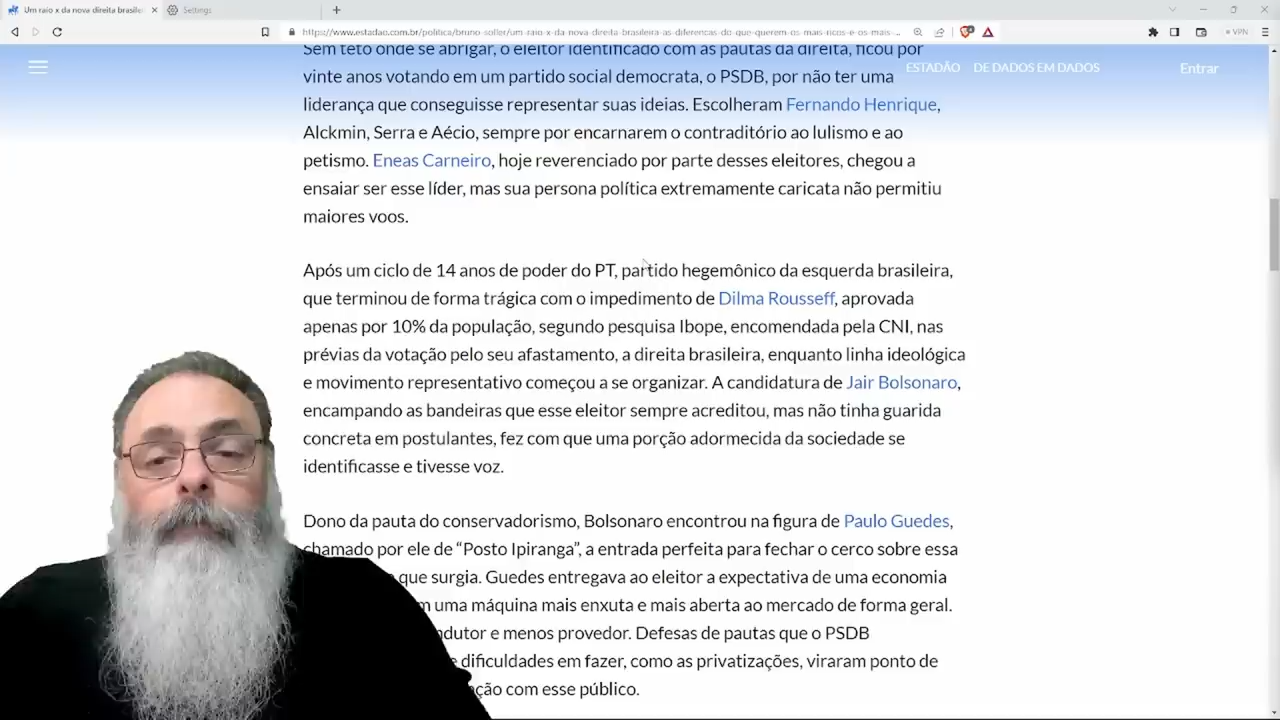 Um raio x da nova direita brasilei
Settings
https://www.estadao.com.br/politica/bruno-soller/um-raio-x-da-nova-direita-brasileira-as-diferencas-do-que-querem-os-mais-ricos-e-os-mais-...
VPN
Sem teto onde se abrigar, o eleitor identificado com as pautas da direita, ficou por
vinte anos votando em um partido social democrata, o PSDB, por não ter uma
ESTADÃO DE DADOS EM DADOS
Entrar
liderança que conseguisse representar suas ideias. Escolheram Fernando Henrique,
Alckmin, Serra e Aécio, sempre por encarnarem o contraditório ao lulismo e ao
petismo. Eneas Carneiro, hoje reverenciado por parte desses eleitores, chegou a
ensaiar ser esse líder, mas sua persona política extremamente caricata não permitiu
maiores voos.
Após um ciclo de 14 anos de poder do PT, partido hegemônico da esquerda brasileira,
que terminou de forma trágica com o impedimento de Dilma Rousseff, aprovada
apenas por 10% da população, segundo pesquisa Ibope, encomendada pela CNI, nas
prévias da votação pelo seu afastamento, a direita brasileira, enquanto linha ideológica
e movimento representativo começou a se organizar. A candidatura de Jair Bolsonaro,
encampando as bandeiras que esse eleitor sempre acreditou, mas não tinha guarida
concreta em postulantes, fez com que uma porção adormecida da sociedade se
identificasse e tivesse voz.
Dono da pauta do conservadorismo, Bolsonaro encontrou na figura de Paulo Guedes,
chamado por ele de “Posto Ipiranga”, a entrada perfeita para fechar o cerco sobre essa
que surgia. Guedes entregava ao eleitor a expectativa de uma economia
uma máquina mais enxuta e mais aberta ao mercado de forma geral.
e menos provedor. Defesas de pautas que o PSDB
dificuldades em fazer, como as privatizações, viraram ponto de
com esse público.